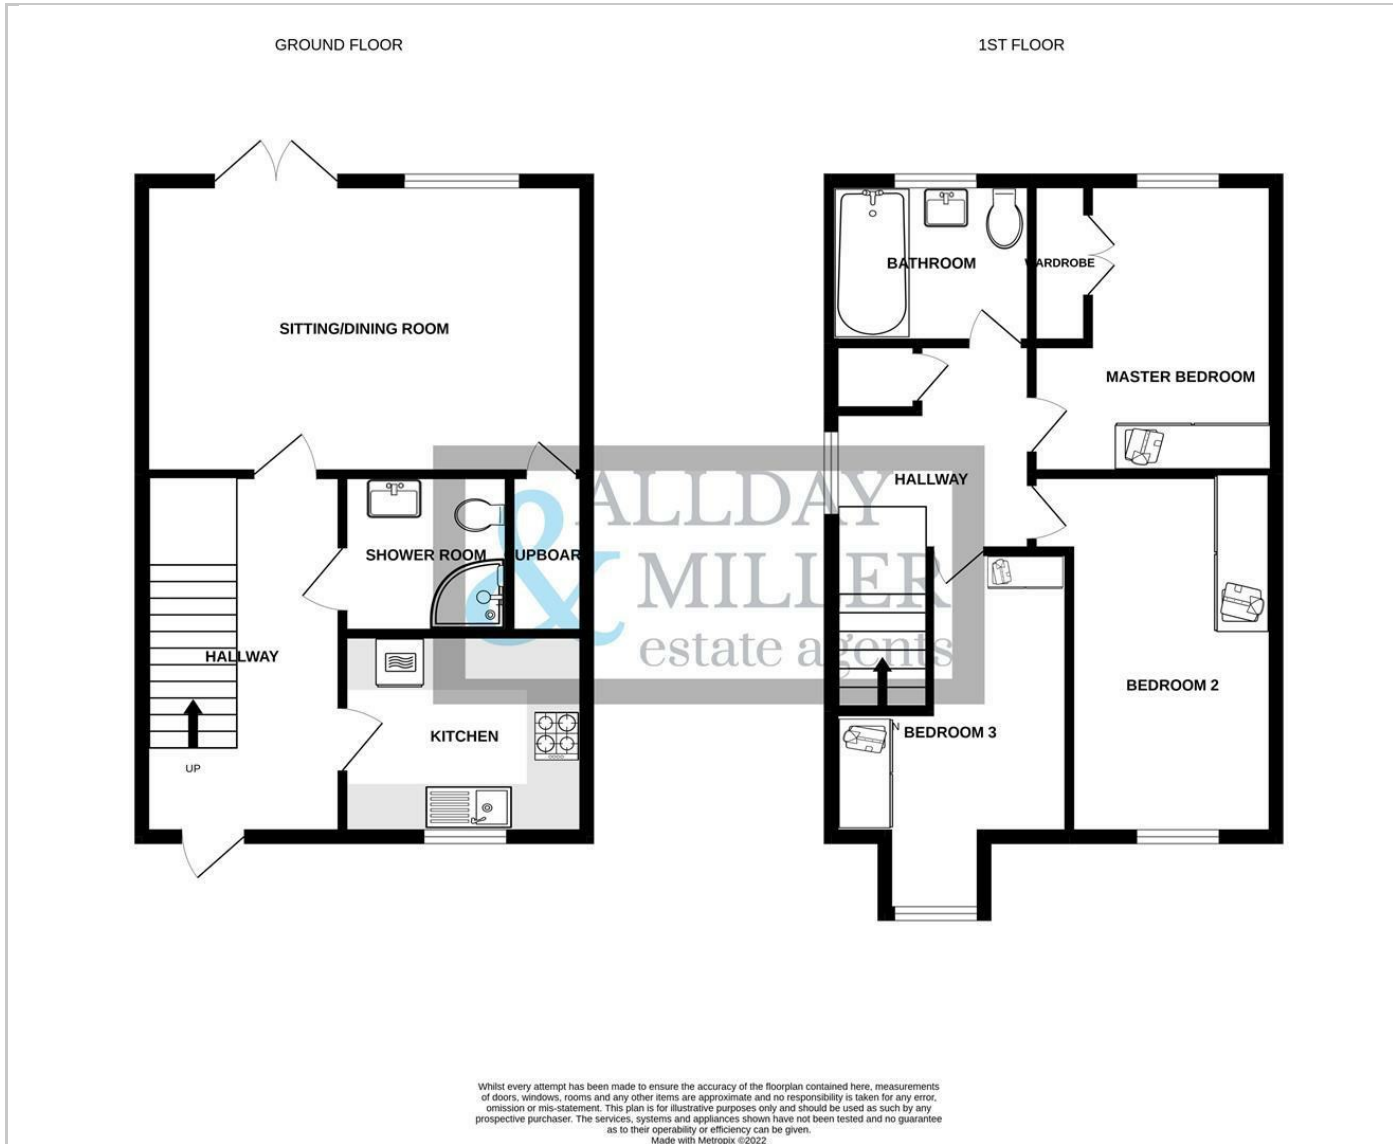 GROUND FLOOR
1ST FLOOR
SITTING/DINING ROOM
SHOWER ROOM
CUPBOARD
HALLWAY
UP
KITCHEN
BATHROOM
WARDROBE
MASTER BEDROOM
HALLWAY
BEDROOM 2
BEDROOM 3
ALLDAY
& MILLER
estate agents
Whilst every attempt has been made to ensure the accuracy of the floorplan contained here, measurements
of doors, windows, rooms and any other items are approximate and no responsibility is taken for any error,
omission or mis-statement. This plan is for illustrative purposes only and should be used as such by any
prospective purchaser. The services, systems and appliances shown have not been tested and no guarantee
as to their operability or efficiency can be given.
Made with Metropix ©2022